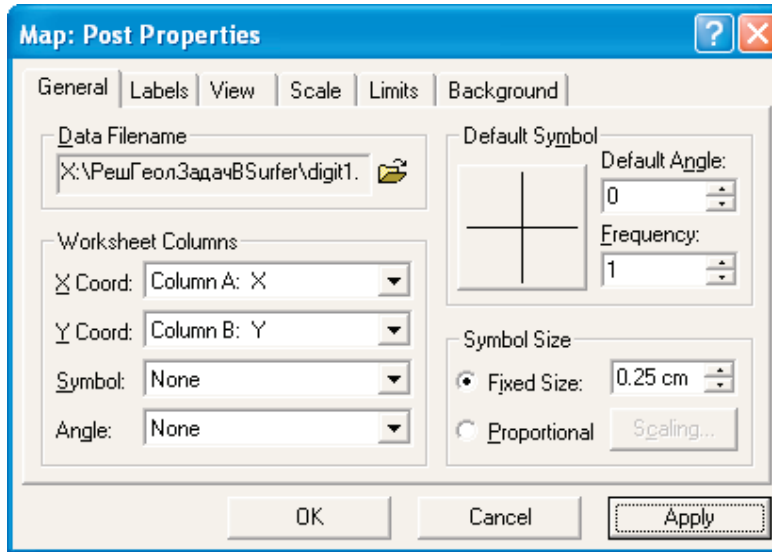 Map: Post Properties
General Labels View Scale Limits Background
Data Filename
X:\РешГеолЗадачВSurfer\digit1.
Worksheet Columns
X Coord: Column A: X
Y Coord: Column B: Y
Symbol: None
Angle: None
Default Symbol
Default Angle:
0
Frequency:
1
Symbol Size
Fixed Size: 0.25 cm
Proportional Scaling...
OK Cancel Apply